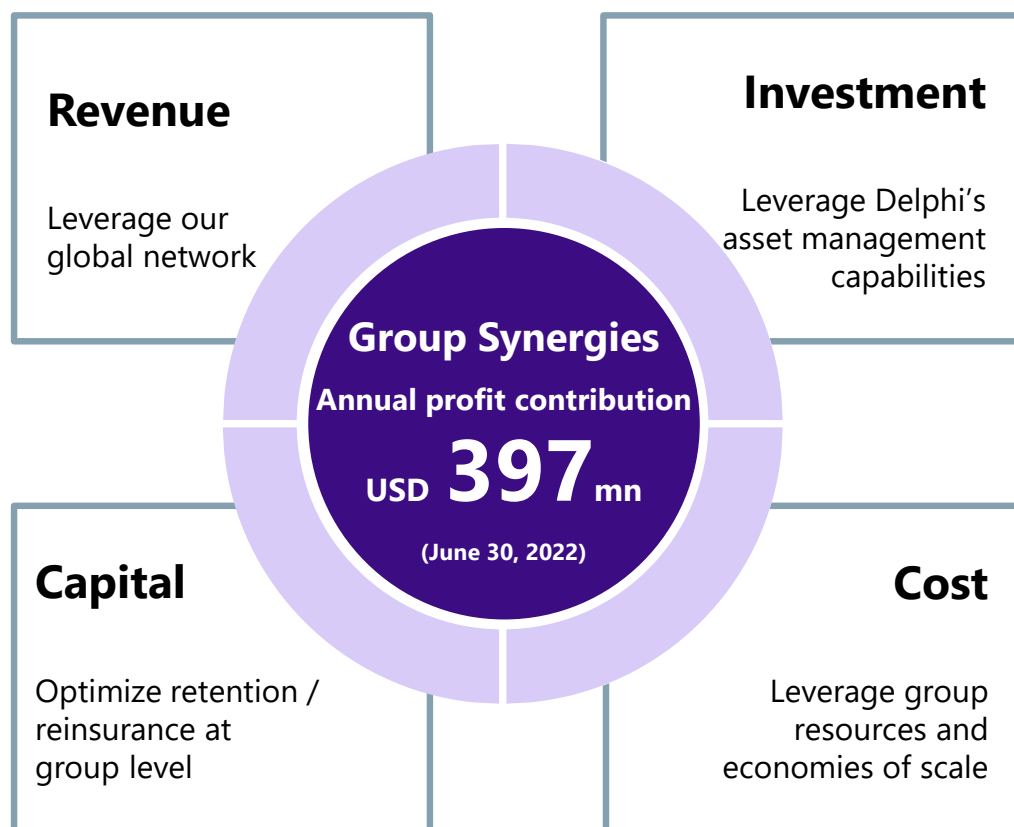 Revenue
Leverage our
global network
Investment
Leverage Delphi’s
asset management
capabilities
Group Synergies
Annual profit contribution
USD 397 mn
(June 30, 2022)
Capital
Optimize retention /
reinsurance at
group level
Cost
Leverage group
resources and
economies of scale